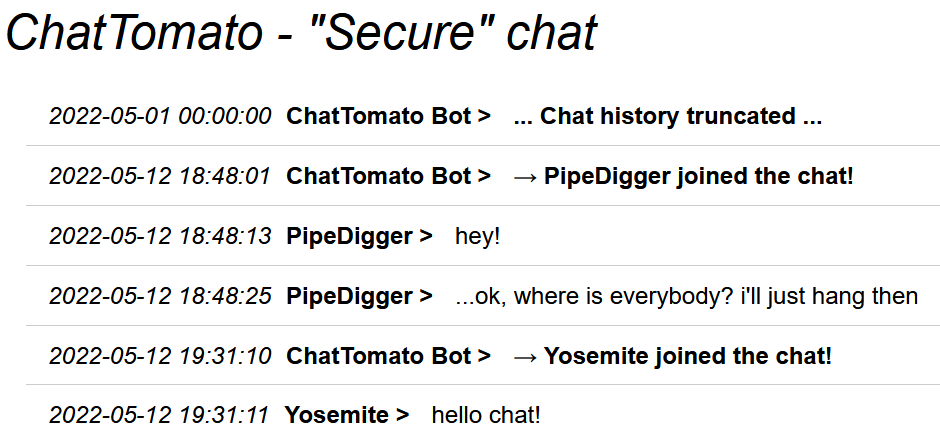 ChatTomato - "Secure" chat
2022-05-01 00:00:00 ChatTomato Bot > ... Chat history truncated ...
2022-05-12 18:48:01 ChatTomato Bot > → PipeDigger joined the chat!
2022-05-12 18:48:13 PipeDigger > hey!
2022-05-12 18:48:25 PipeDigger > ...ok, where is everybody? i'll just hang then
2022-05-12 19:31:10 ChatTomato Bot > → Yosemite joined the chat!
2022-05-12 19:31:11 Yosemite > hello chat!